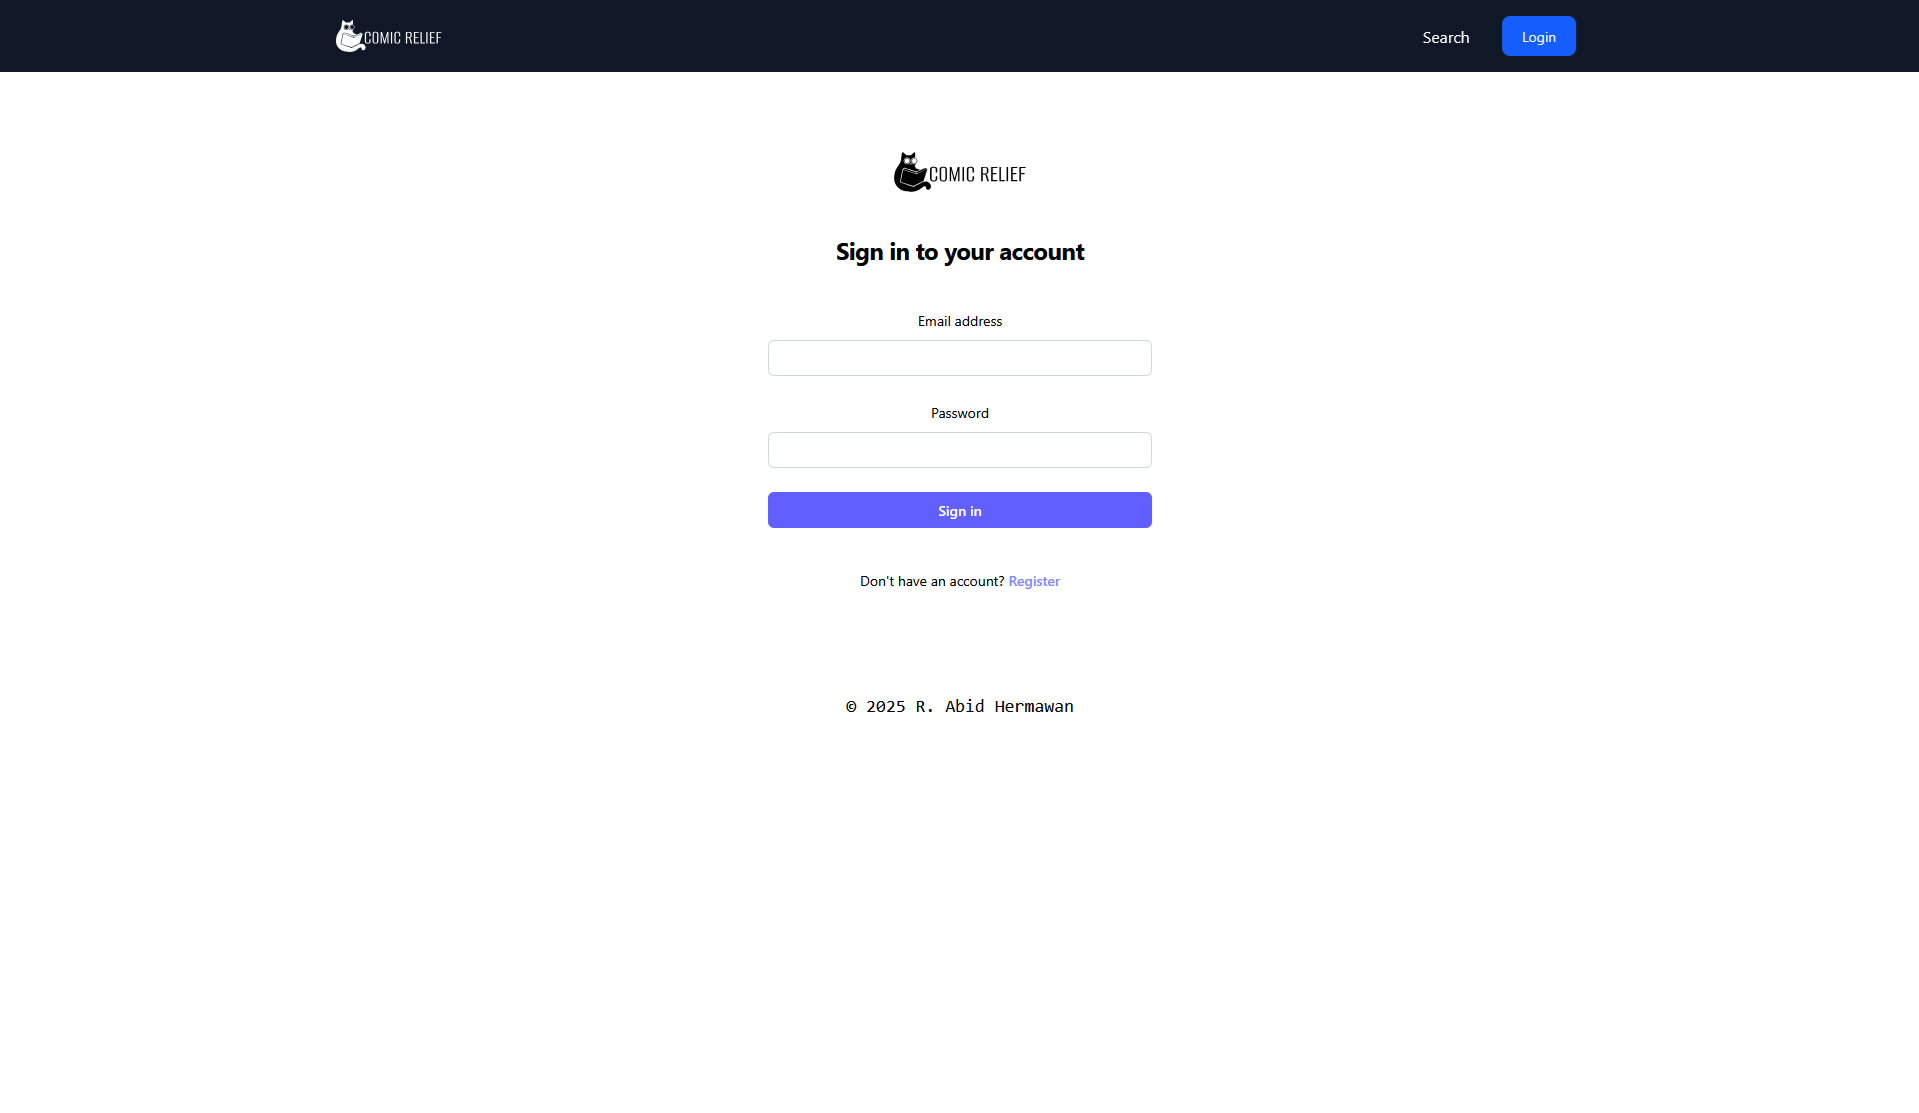 COMIC RELIEF
Search
Login
COMIC RELIEF
Sign in to your account
Email address
Password
Sign in
Don't have an account? Register
© 2025 R. Abid Hermawan